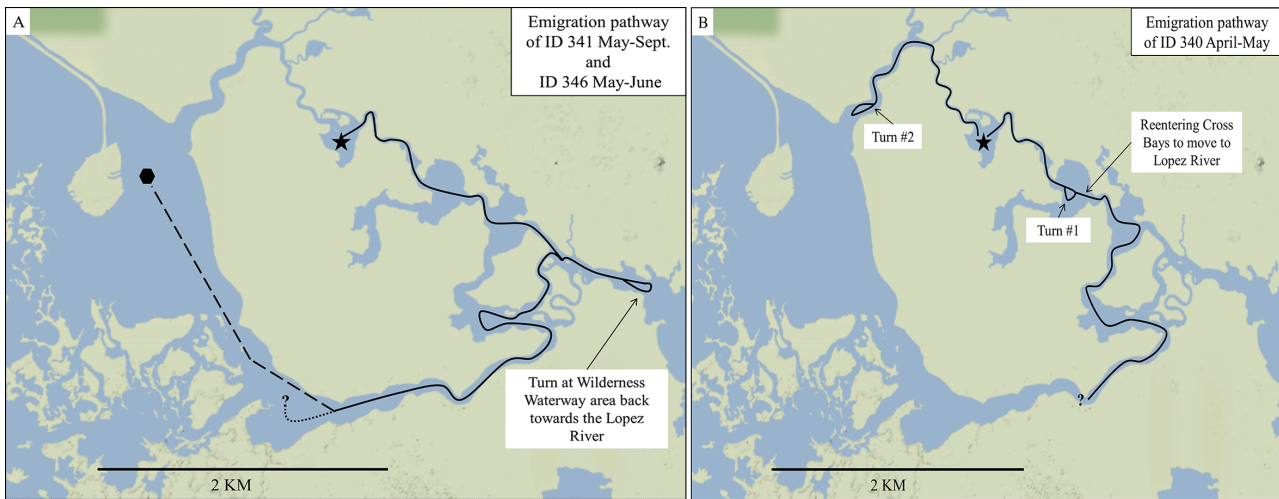 A
Emigration pathway
of ID 341 May-Sept.
and
ID 346 May-June
?
Turn at Wilderness
Waterway area back
towards the Lopez
River
2 KM
B
Emigration pathway
of ID 340 April-May
Turn #2
Reentering Cross
Bays to move to
Lopez River
Turn #1
?
2 KM